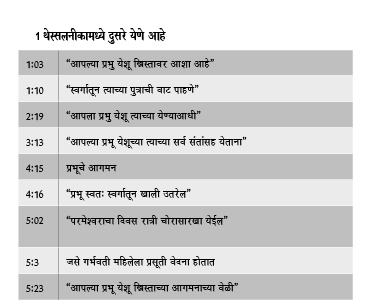 1 थेस्सलनीकामध्ये दुसरे येणे आहे
1:03 “आपल्या प्रभु येशू ख्रिस्तावर आशा आहे”
1:10 “स्वर्गातून त्याच्या पुत्राची वाट पाहणे”
2:19 “आपला प्रभु येशू त्याच्या येण्याआधी”
3:13 “आपल्या प्रभू येशूच्या त्याच्या सर्व संतांसह येताना”
4:15 प्रभूचे आगमन
4:16 “प्रभू स्वतः स्वर्गातून खाली उतरेल”
5:02 “परमेश्वराचा दिवस रात्री चोरासारखा येईल”
5:3 जसे गर्भवती महिलेला प्रसूती वेदना होतात
5:23 “आपल्या प्रभू येशू ख्रिस्ताच्या आगमनाच्या वेळी”